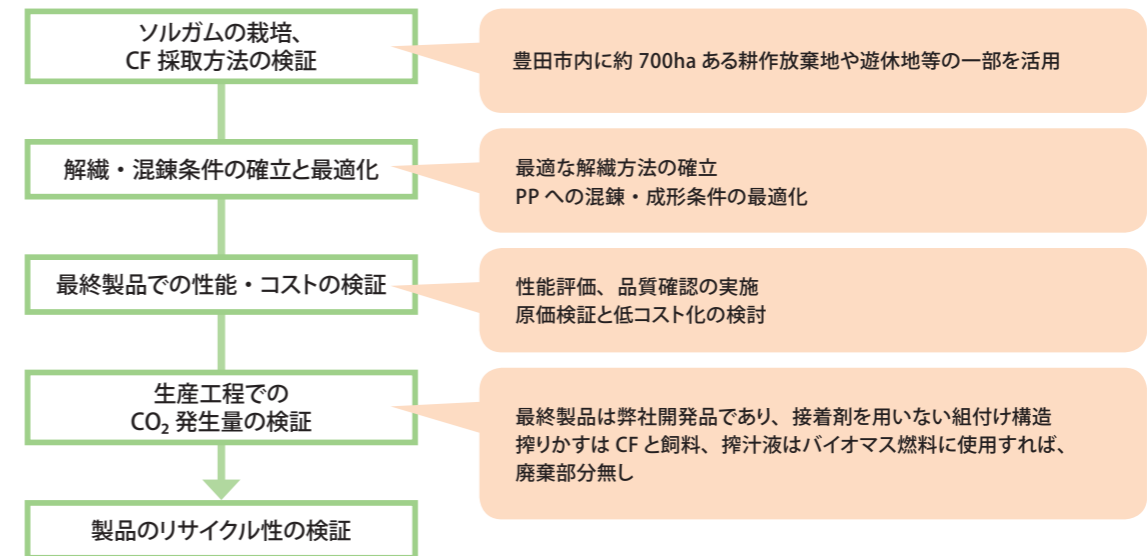 ソルガムの栽培、
CF 採取方法の検証
豊田市内に約 700ha ある耕作放棄地や遊休地等の一部を活用
解繊・混錬条件の確立と最適化
最適な解繊方法の確立
PP への混錬・成形条件の最適化
最終製品での性能・コストの検証
性能評価、品質確認の実施
原価検証と低コスト化の検討
生産工程での
CO₂ 発生量の検証
最終製品は弊社開発品であり、接着剤を用いない組付け構造
搾りかすは CF と飼料、搾汁液はバイオマス燃料に使用すれば、
廃棄部分無し
製品のリサイクル性の検証